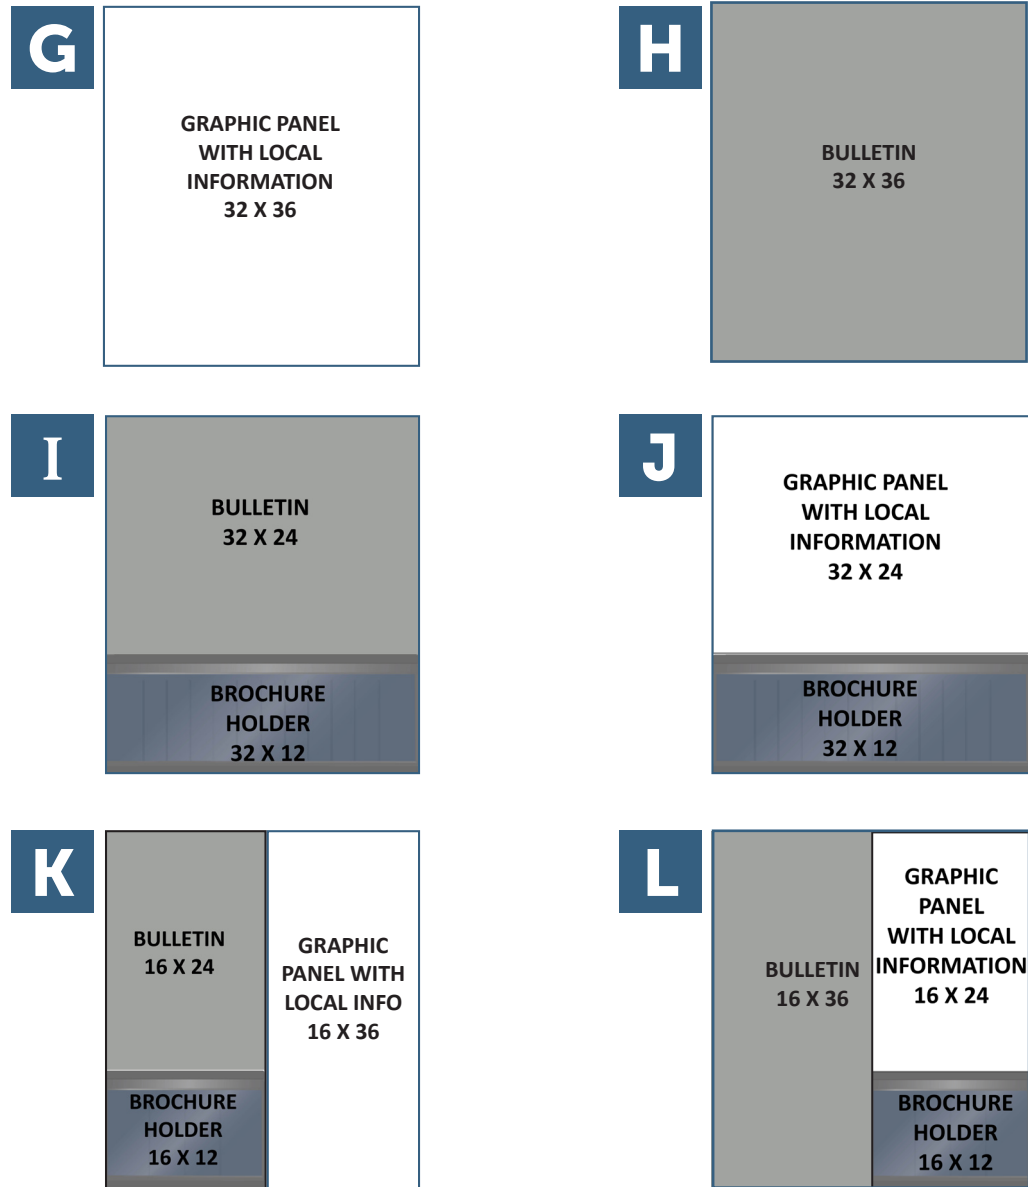 G
GRAPHIC PANEL
WITH LOCAL
INFORMATION
32 X 36
H
BULLETIN
32 X 36
I
BULLETIN
32 X 24
BROCHURE
HOLDER
32 X 12
J
GRAPHIC PANEL
WITH LOCAL
INFORMATION
32 X 24
BROCHURE
HOLDER
32 X 12
K
BULLETIN
16 X 24
BROCHURE
HOLDER
16 X 12
GRAPHIC
PANEL WITH
LOCAL INFO
16 X 36
L
BULLETIN
16 X 36
GRAPHIC
PANEL
WITH LOCAL
INFORMATION
16 X 24
BROCHURE
HOLDER
16 X 12